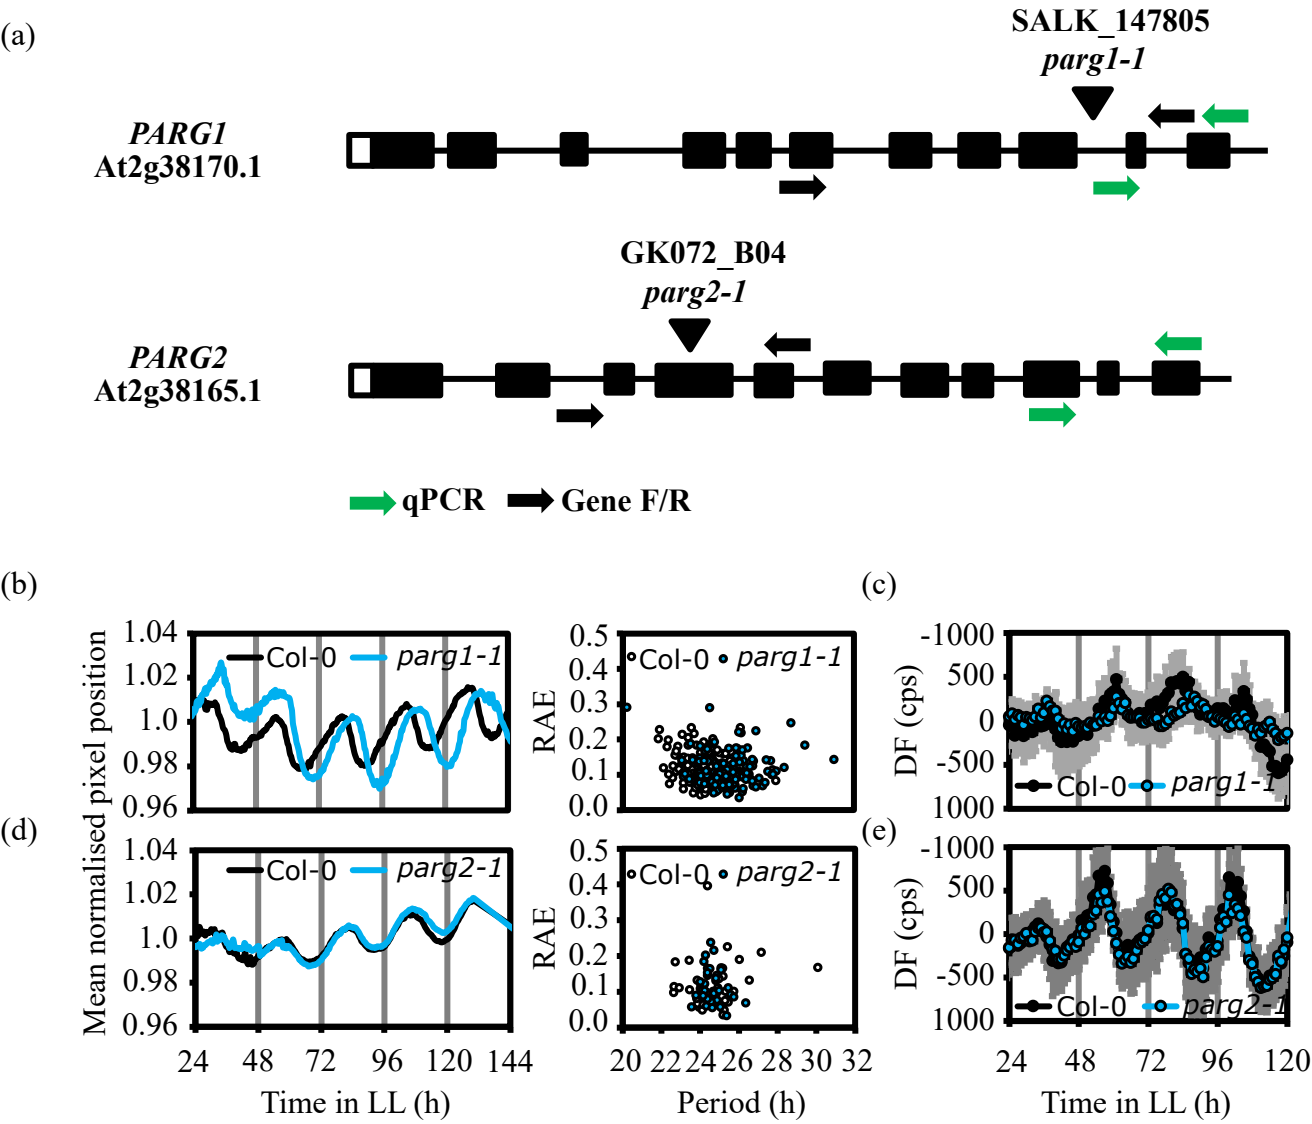 (a)
SALK_147805
parg1-1
PARG1
At2g38170.1
GK072_B04
parg2-1
PARG2
At2g38165.1
qPCR Gene F/R
(b)
(c)
Mean normalised pixel position
1.04
1.02
1.0
0.98
0.96
Col-0 parg1-1
RAE
0.5
0.4
0.3
0.2
0.1
0.0
Col-0 parg1-1
DF (cps)
-1000
500
0
-500
1000
Col-0 parg1-1
(d)
(e)
1.04
1.02
1.0
0.98
0.96
Col-0 parg2-1
24 48 72 96 120 144
Time in LL (h)
RAE
0.5
0.4
0.3
0.2
0.1
0.0
Col-0 parg2-1
20 22 24 26 28 30 32
Period (h)
DF (cps)
-1000
500
0
-500
1000
Col-0 parg2-1
24 48 72 96 120
Time in LL (h)